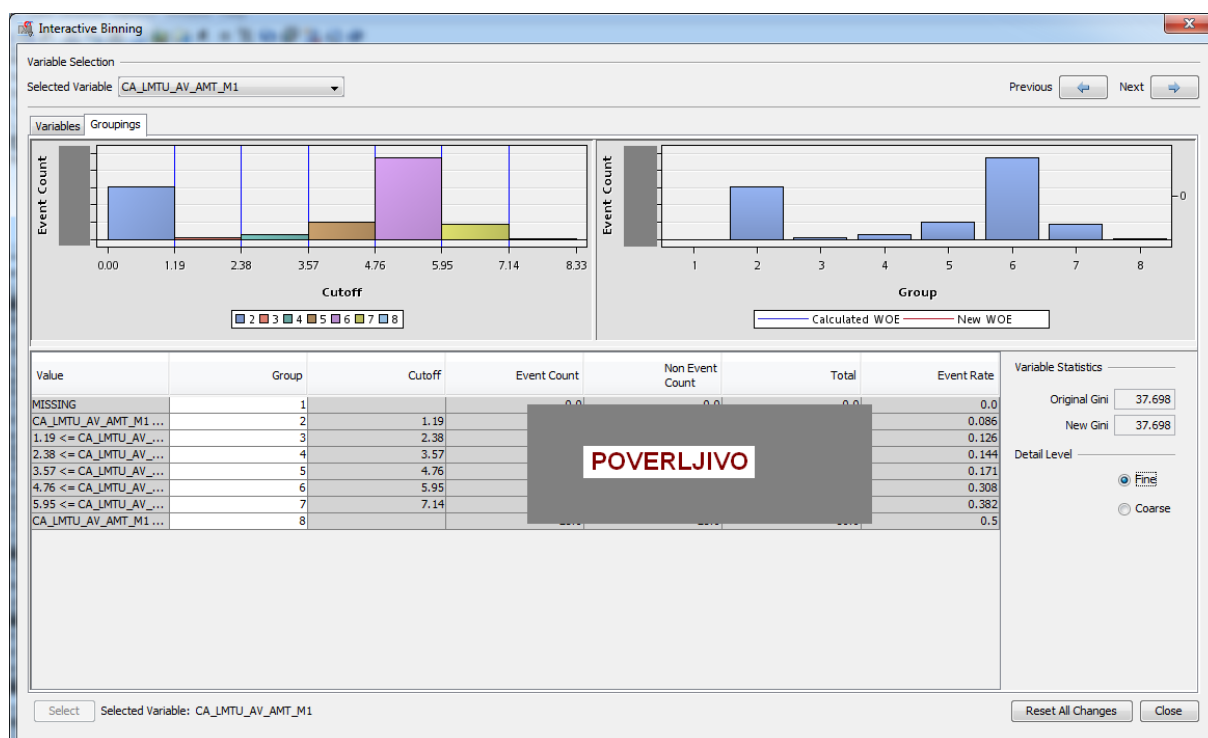 Interactive Binning
Variable Selection
Selected Variable CA_LMTU_AV_AMT_M1 Previous Next
Variables Groupings
Event Count
0.00 1.19 2.38 3.57 4.76 5.95 7.14 8.33
Cutoff
2 3 4 5 6 7 8
Event Count
0
1 2 3 4 5 6 7 8
Group
Calculated WOE New WOE
Value Group Cutoff Event Count Non Event Count Total Event Rate
MISSING 1 0.0 0.0 0.0 0.0
CA_LMTU_AV_AMT_M1 ... 2 1.19 0.086
1.19 <= CA_LMTU_AV_... 3 2.38 0.126
2.38 <= CA_LMTU_AV_... 4 3.57 0.144
3.57 <= CA_LMTU_AV_... 5 4.76 0.171
4.76 <= CA_LMTU_AV_... 6 5.95 0.308
5.95 <= CA_LMTU_AV_... 7 7.14 0.382
CA_LMTU_AV_AMT_M1 ... 8 0.5
POVERLJIVO
Variable Statistics
Original Gini 37.698
New Gini 37.698
Detail Level
Fine
Coarse
Select Selected Variable: CA_LMTU_AV_AMT_M1 Reset All Changes Close